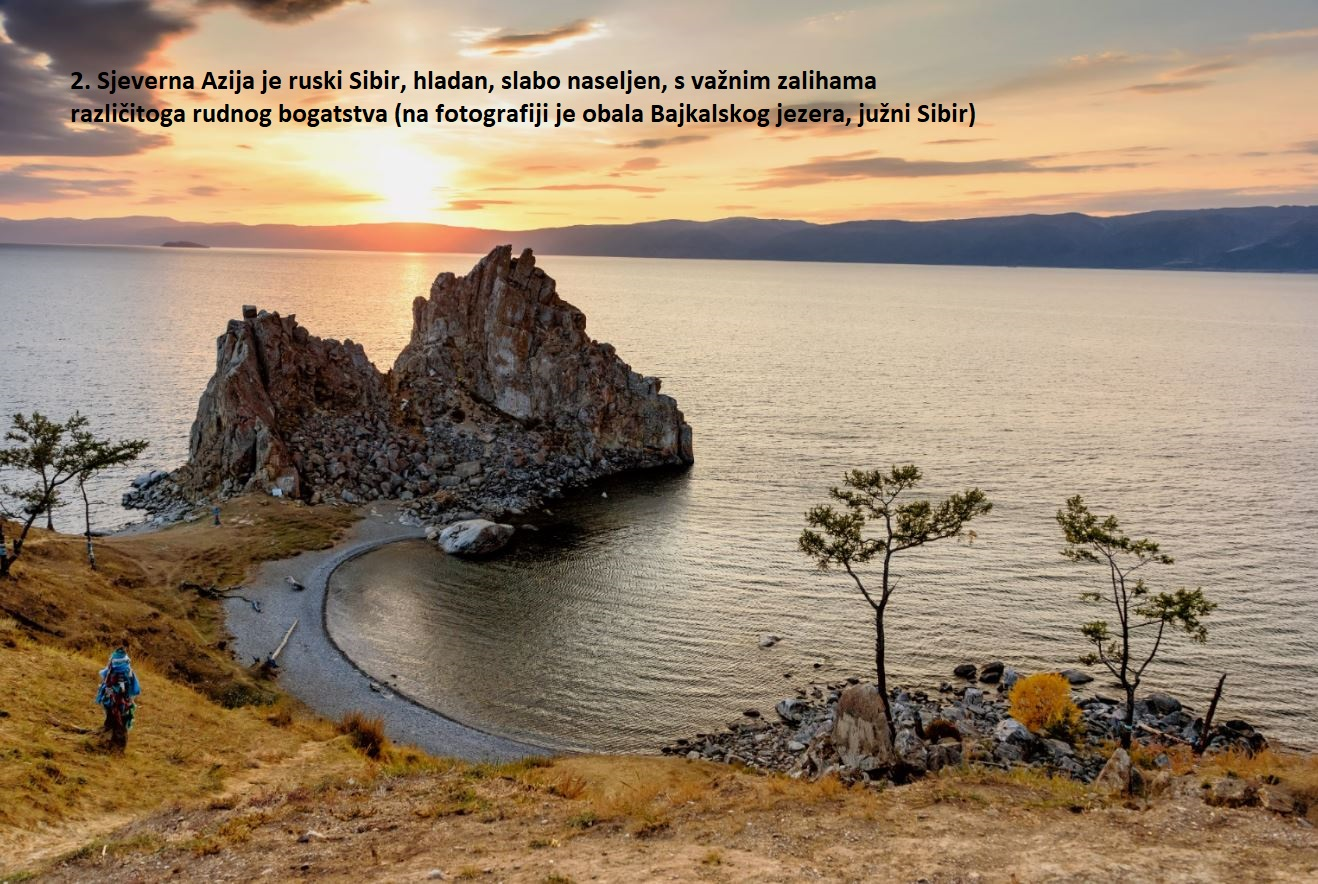 2. Sjeverna Azija je ruski Sibir, hladan, slabo naseljen, s važnim zalihama
različitoga rudnog bogatstva (na fotografiji je obala Bajkalskog jezera, južni Sibir)